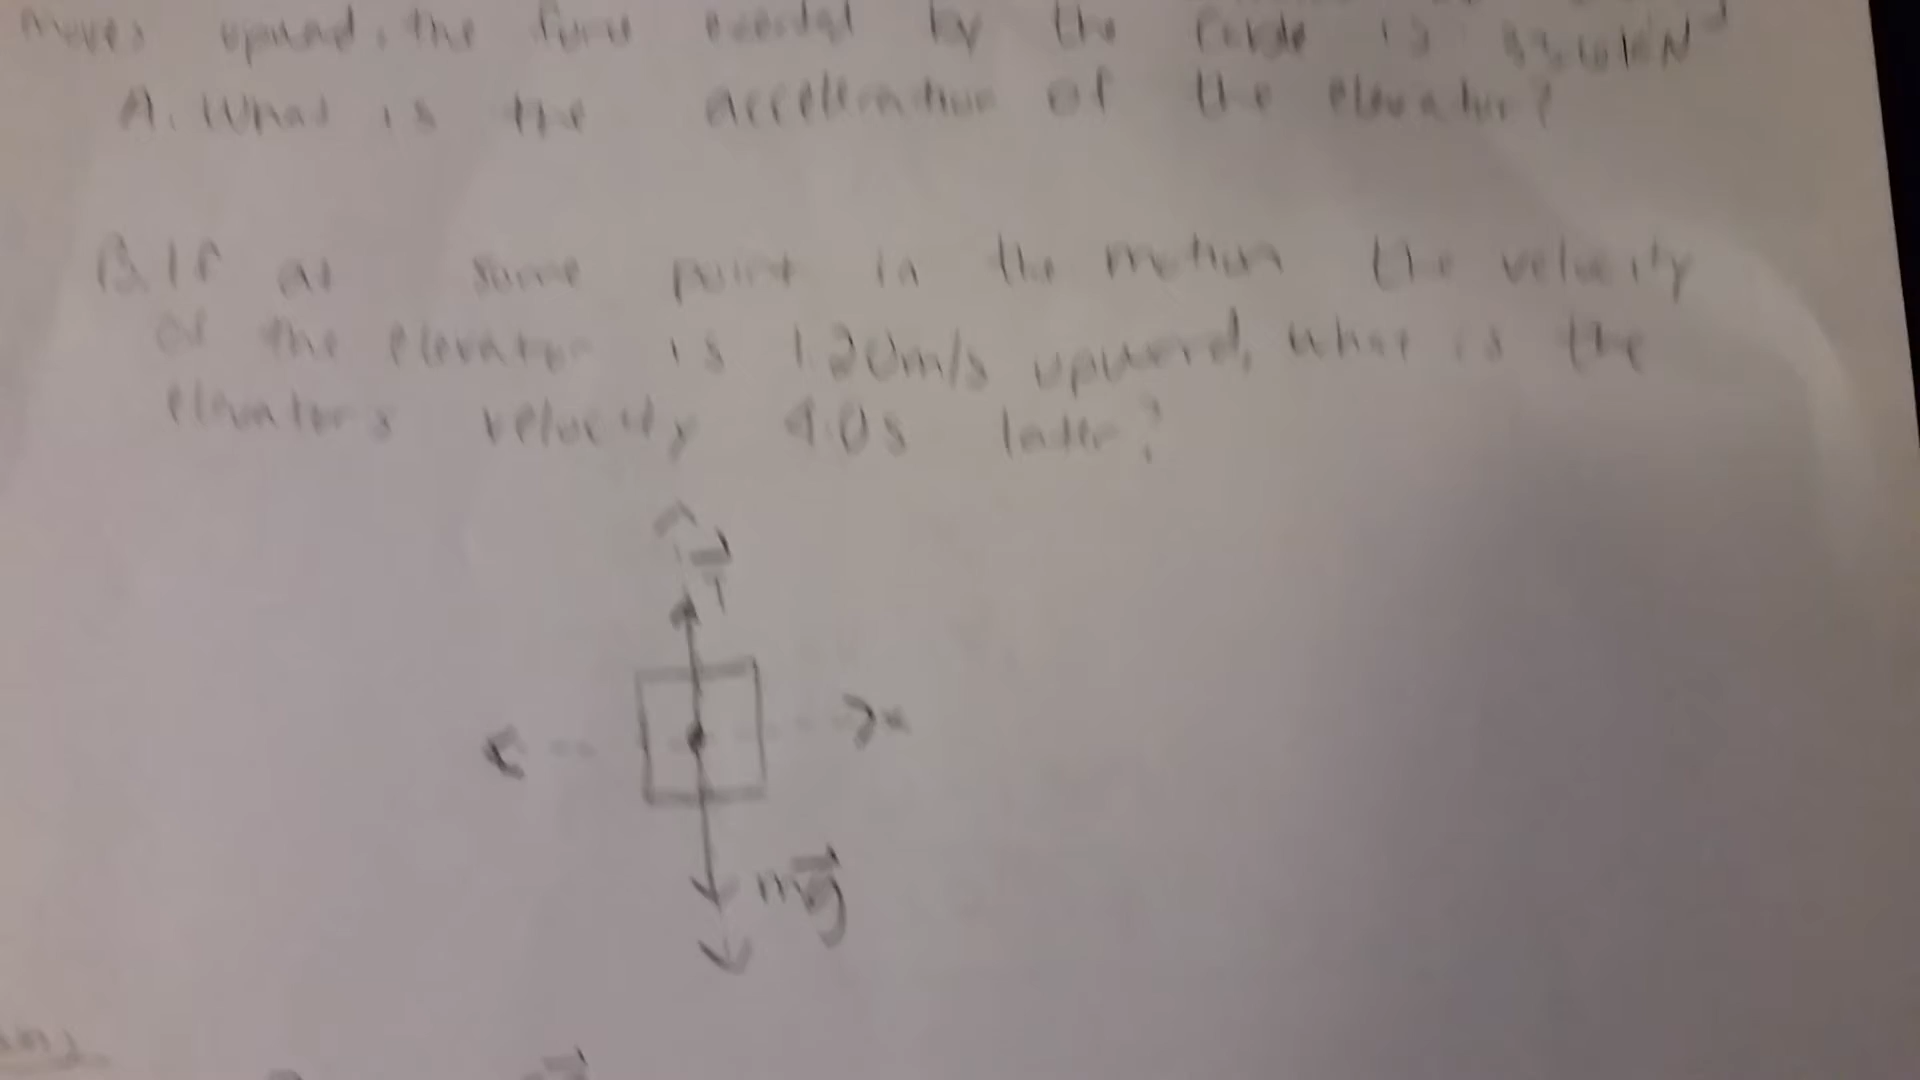 moves upward, the force exerted by the cable is
A. What is the acceleration of the elevator?
B. If at some point in the motion the velocity
of the elevator is 1.20m/s upward, what is the
elevators velocity 4.0s later?
T
x
mg